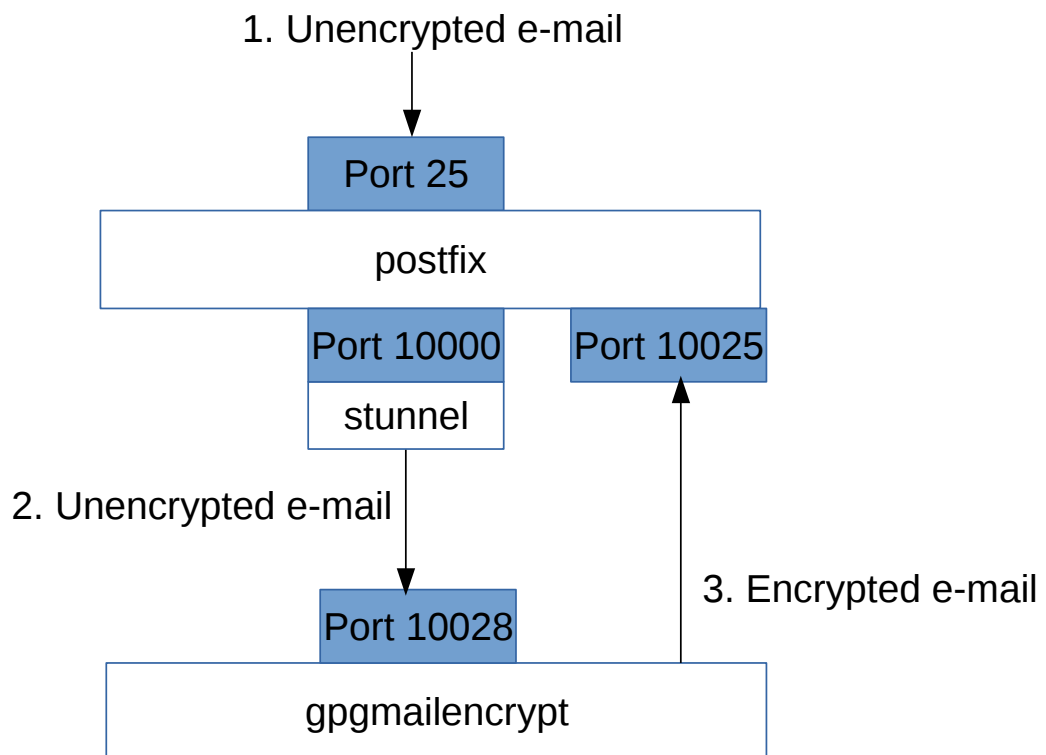 1. Unencrypted e-mail
Port 25
postfix
Port 10000
Port 10025
stunnel
2. Unencrypted e-mail
3. Encrypted e-mail
Port 10028
gpgmailencrypt